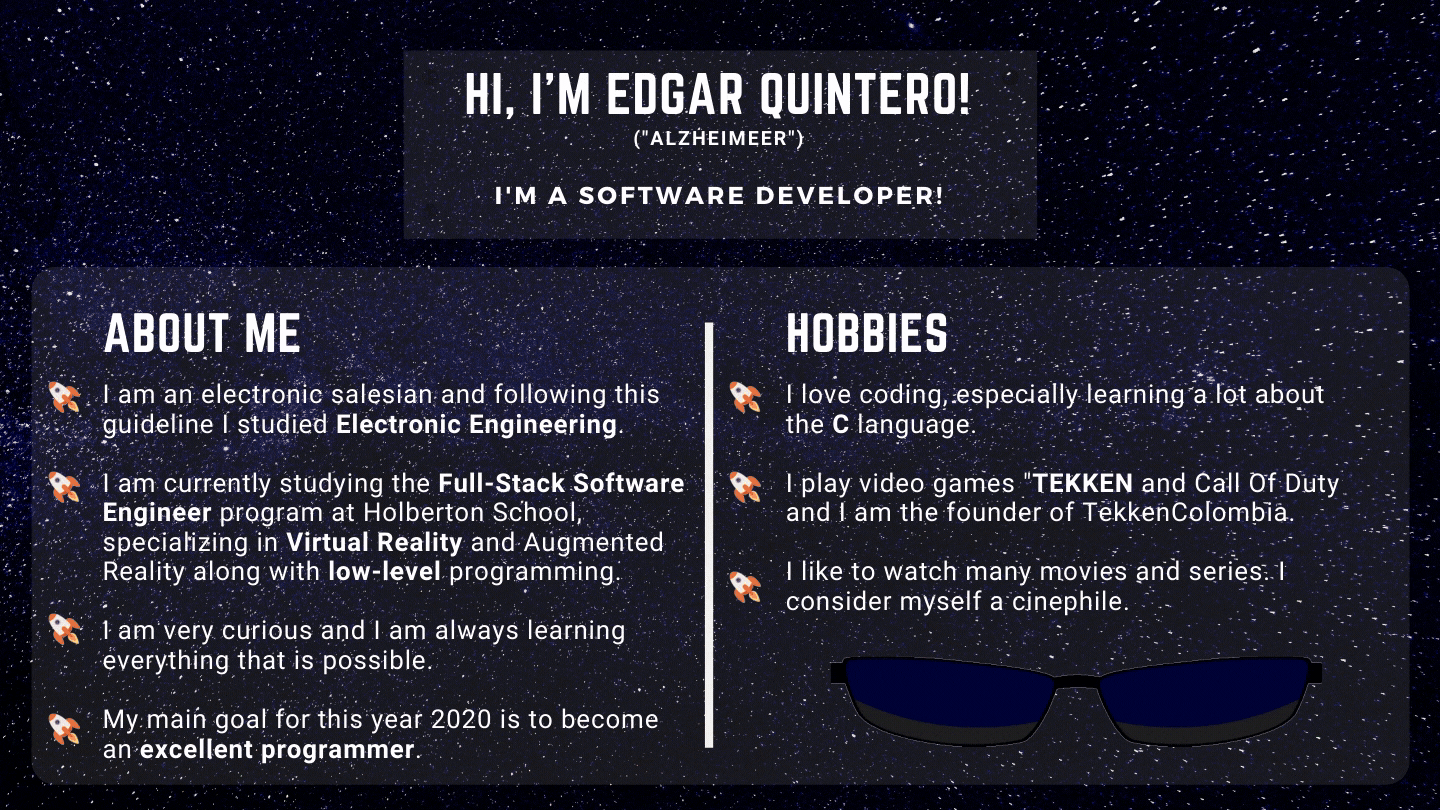 HI, I'M EDGAR QUINTERO!
("ALZHEIMEER")
I'M A SOFTWARE DEVELOPER!
ABOUT ME
I am an electronic salesian and following this
guideline I studied Electronic Engineering.
I am currently studying the Full-Stack Software
Engineer program at Holberton School,
specializing in Virtual Reality and Augmented
Reality along with low-level programming.
I am very curious and I am always learning
everything that is possible.
My main goal for this year 2020 is to become
an excellent programmer.
HOBBIES
I love coding, especially learning a lot about
the C language.
I play video games "TEKKEN and Call Of Duty
and I am the founder of TekkenColombia.
I like to watch many movies and series. I
consider myself a cinephile.